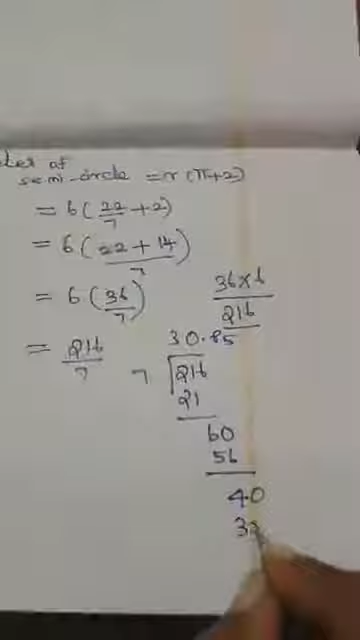 of
semi-circle = r (π+2)
= 6 ( 22/7 + 2 )
= 6 ( 22 + 14 / 7 )
= 6 ( 36/7 )
36 x 6
216
= 216/7
30.85
7 216
21
60
56
40